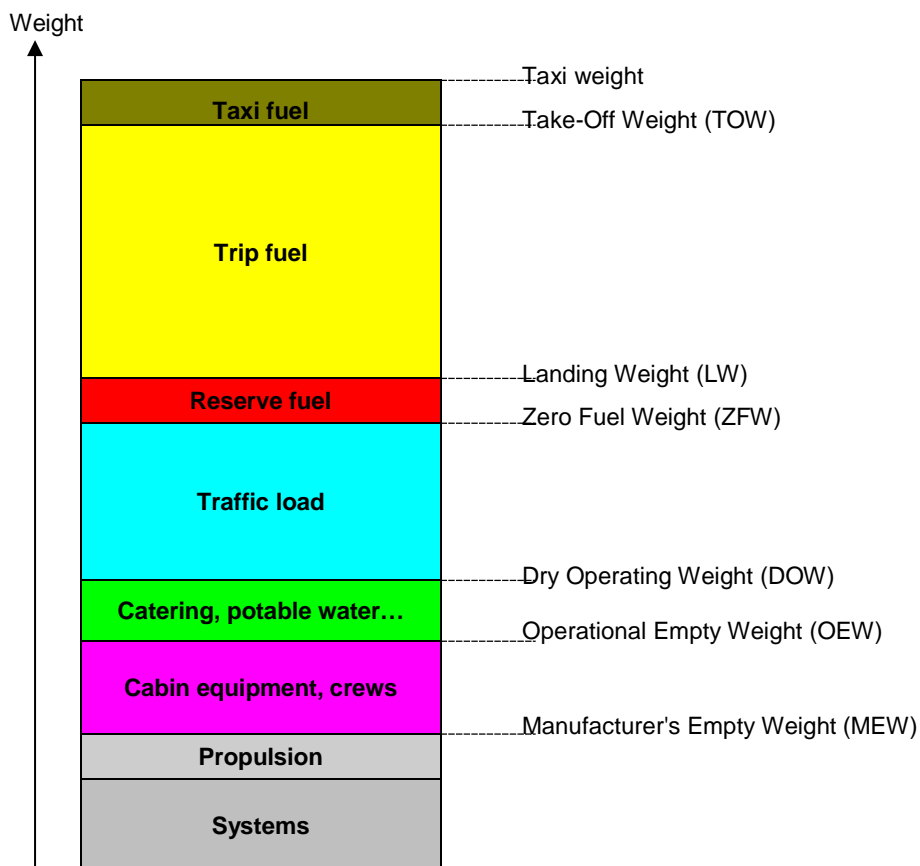 Weight
Taxi weight
Taxi fuel
Take-Off Weight (TOW)
Trip fuel
Landing Weight (LW)
Reserve fuel
Zero Fuel Weight (ZFW)
Traffic load
Dry Operating Weight (DOW)
Catering, potable water…
Operational Empty Weight (OEW)
Cabin equipment, crews
Manufacturer's Empty Weight (MEW)
Propulsion
Systems